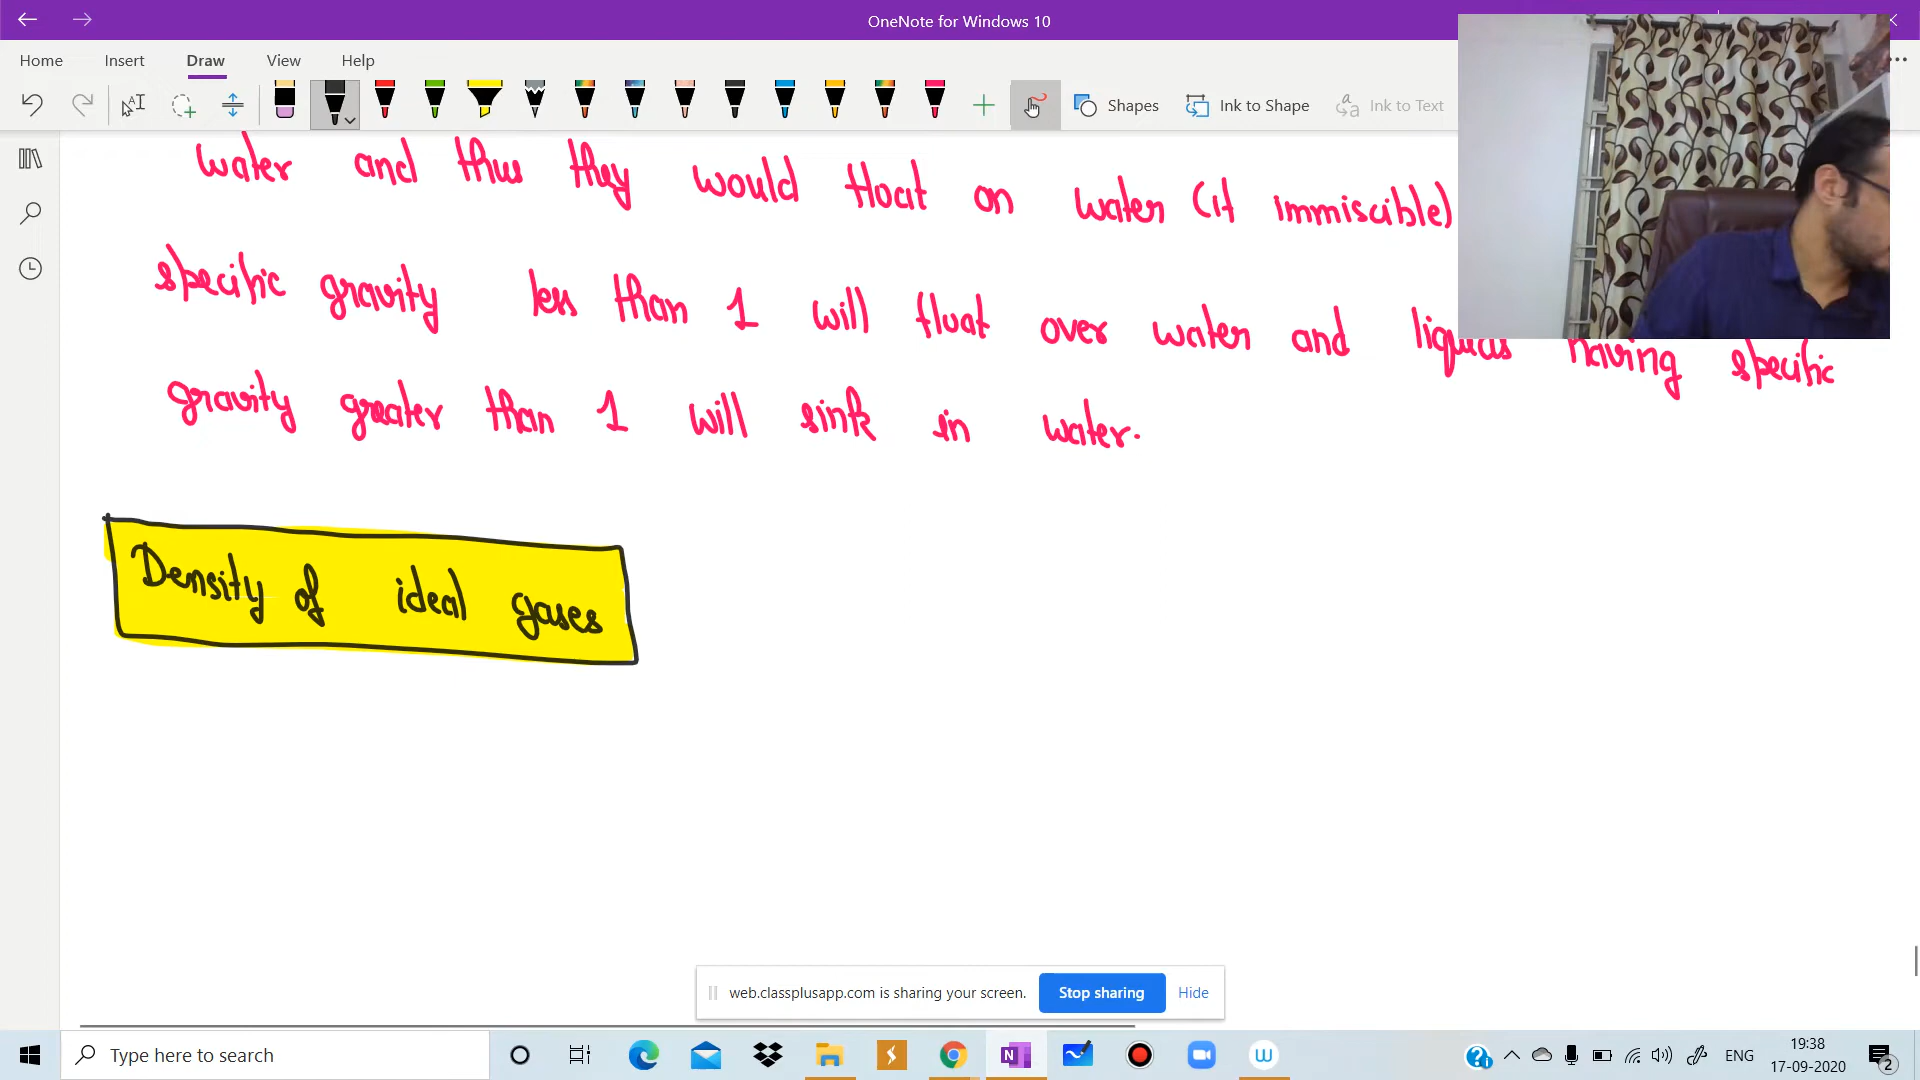 OneNote for Windows 10
Home Insert Draw View Help
Shapes Ink to Shape Ink to Text
water and thus they would float on water (if immiscible)
specific gravity less than 1 will float over water and liquids having specific
gravity greater than 1 will sink in water.
Density of ideal gases
web.classplusapp.com is sharing your screen. Stop sharing Hide
Type here to search
ENG
19:38
17-09-2020
2